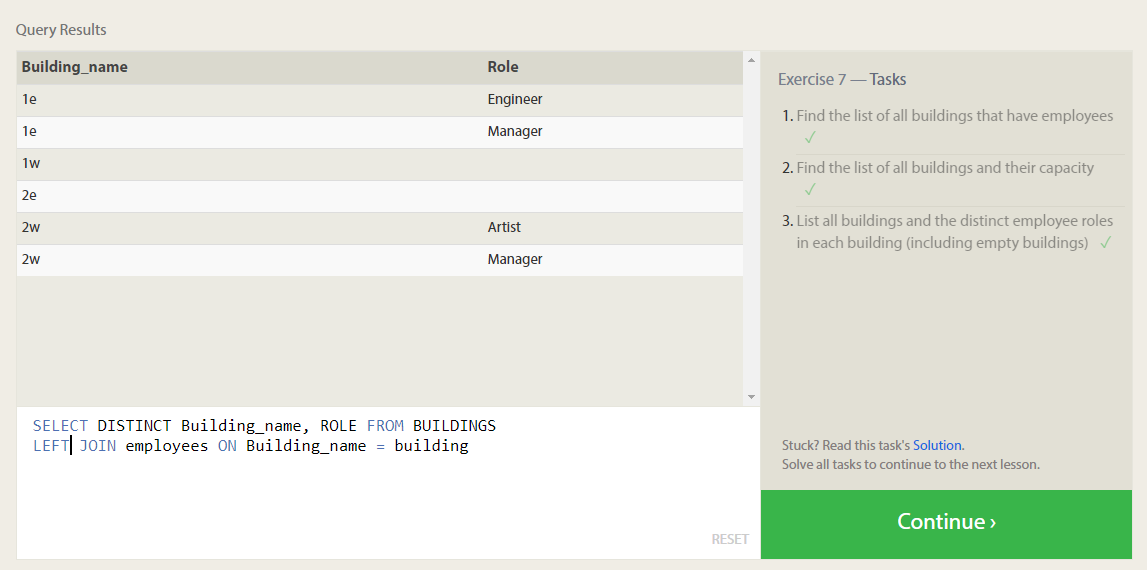 Query Results
Building_name Role
1e Engineer
1e Manager
1w
2e
2w Artist
2w Manager
SELECT DISTINCT Building_name, ROLE FROM BUILDINGS
LEFT JOIN employees ON Building_name = building
RESET
Exercise 7 — Tasks
1. Find the list of all buildings that have employees
✓
2. Find the list of all buildings and their capacity
✓
3. List all buildings and the distinct employee roles
in each building (including empty buildings) ✓
Stuck? Read this task's Solution.
Solve all tasks to continue to the next lesson.
Continue ›